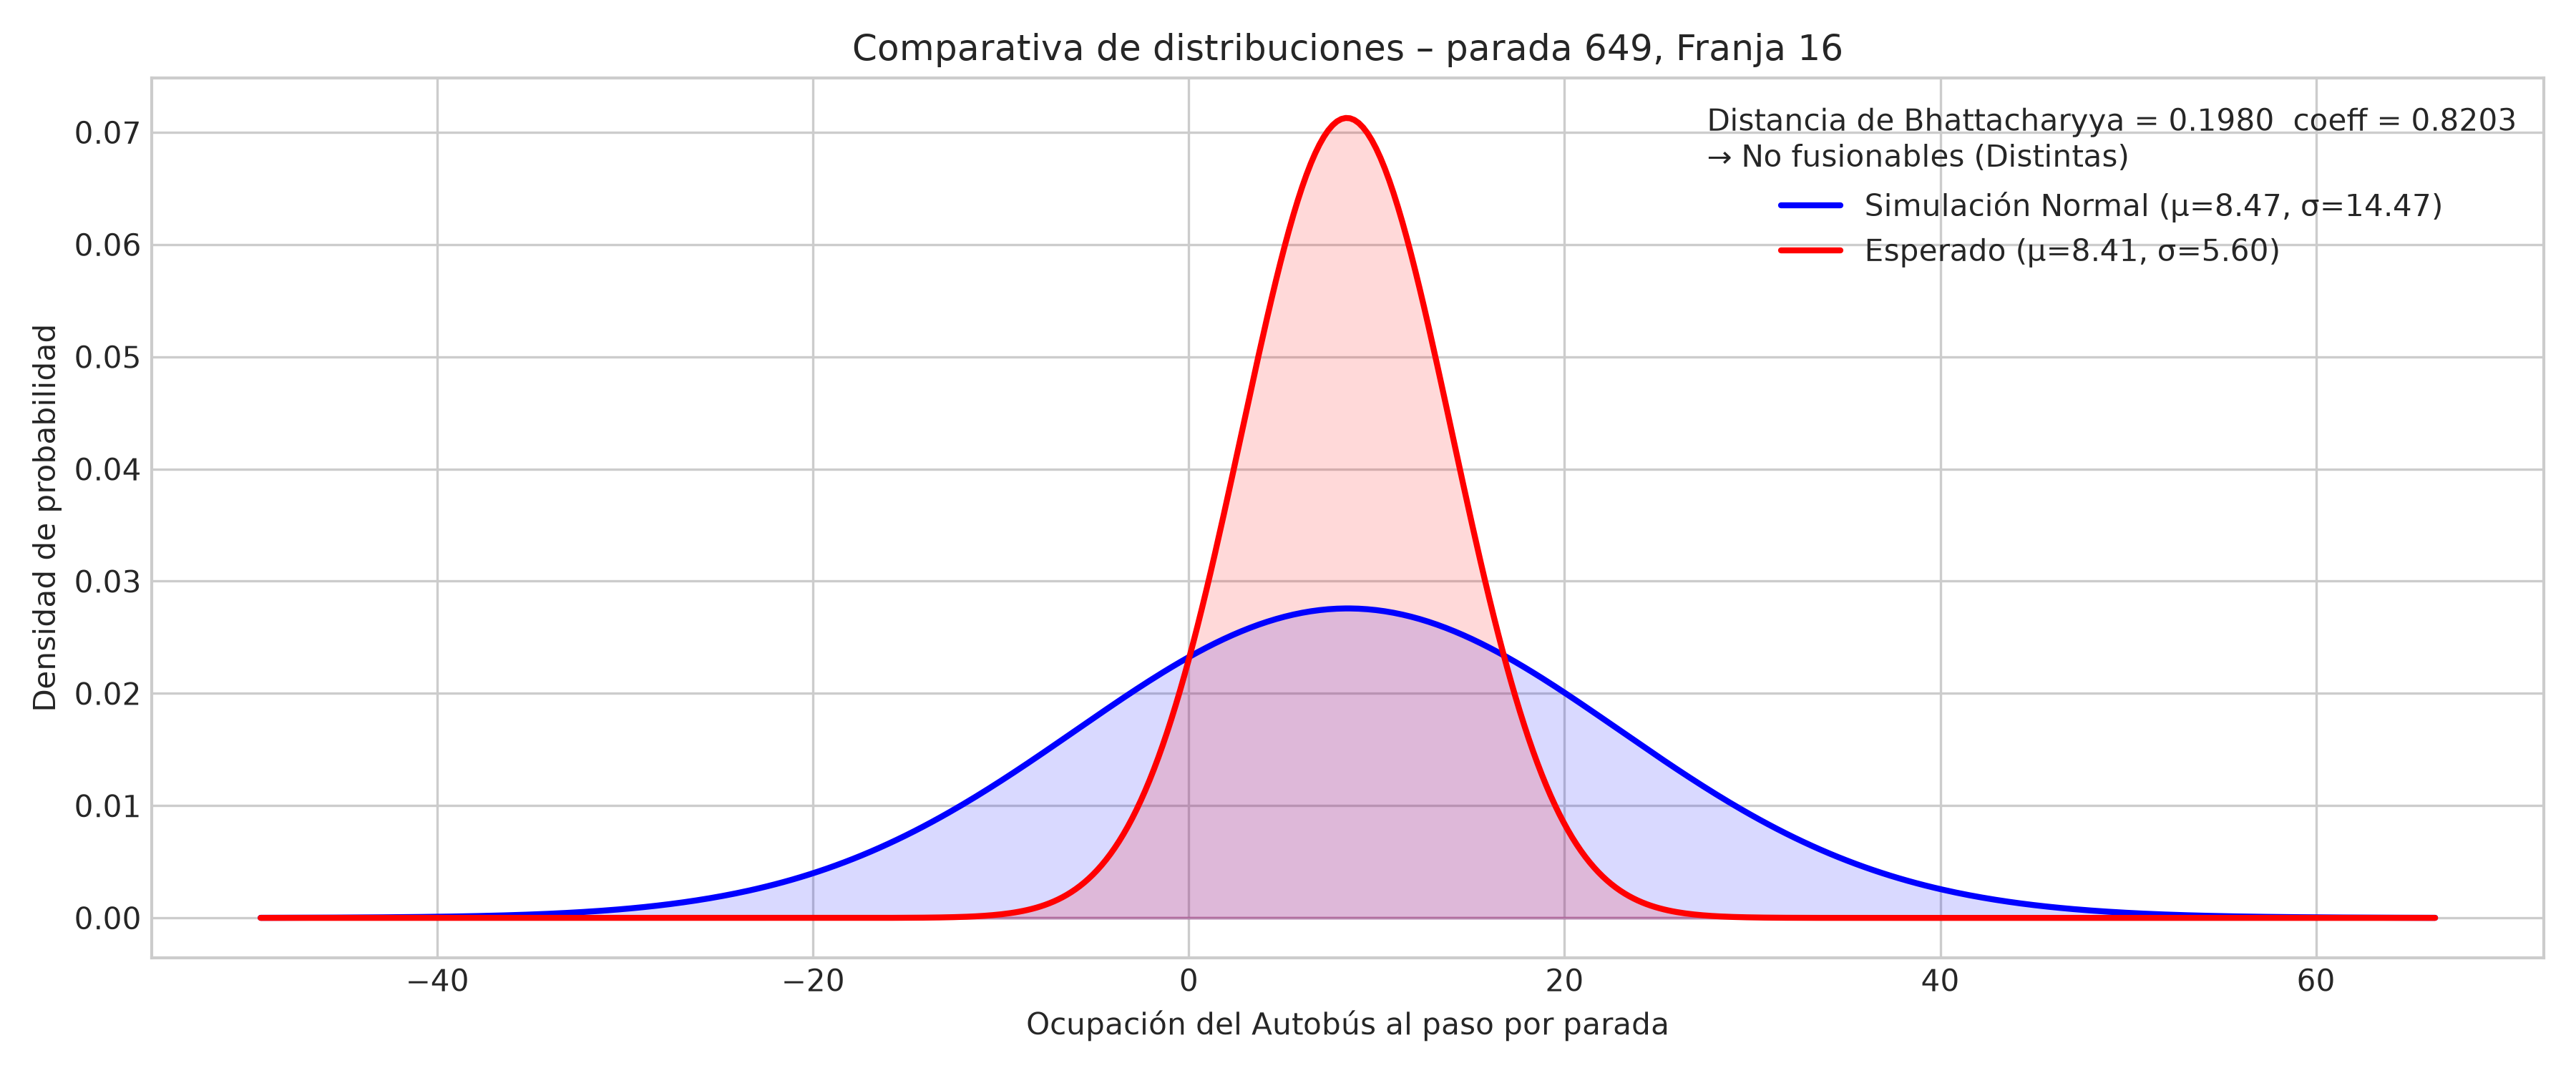 Comparativa de distribuciones – parada 649, Franja 16
Distancia de Bhattacharyya = 0.1980  coeff = 0.8203
→ No fusionables (Distintas)
Simulación Normal (μ=8.47, σ=14.47)
Esperado (μ=8.41, σ=5.60)
Densidad de probabilidad
0.07
0.06
0.05
0.04
0.03
0.02
0.01
0.00
−40
−20
0
20
40
60
Ocupación del Autobús al paso por parada